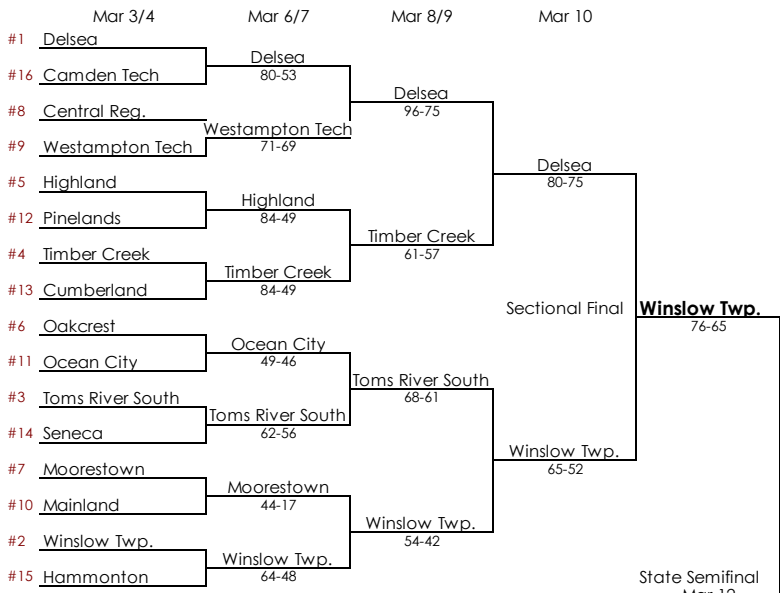 Mar 3/4 Mar 6/7 Mar 8/9 Mar 10
#1 Delsea
Delsea
80-53
#16 Camden Tech
Delsea
96-75
#8 Central Reg.
Westampton Tech
71-69
#9 Westampton Tech
Delsea
80-75
#5 Highland
Highland
84-49
#12 Pinelands
Timber Creek
61-57
#4 Timber Creek
Timber Creek
84-49
#13 Cumberland
Sectional Final Winslow Twp.
76-65
#6 Oakcrest
Ocean City
49-46
#11 Ocean City
Toms River South
68-61
#3 Toms River South
Toms River South
62-56
#14 Seneca
Winslow Twp.
65-52
#7 Moorestown
Moorestown
44-17
#10 Mainland
Winslow Twp.
54-42
#2 Winslow Twp.
Winslow Twp.
64-48
#15 Hammonton
State Semifinal